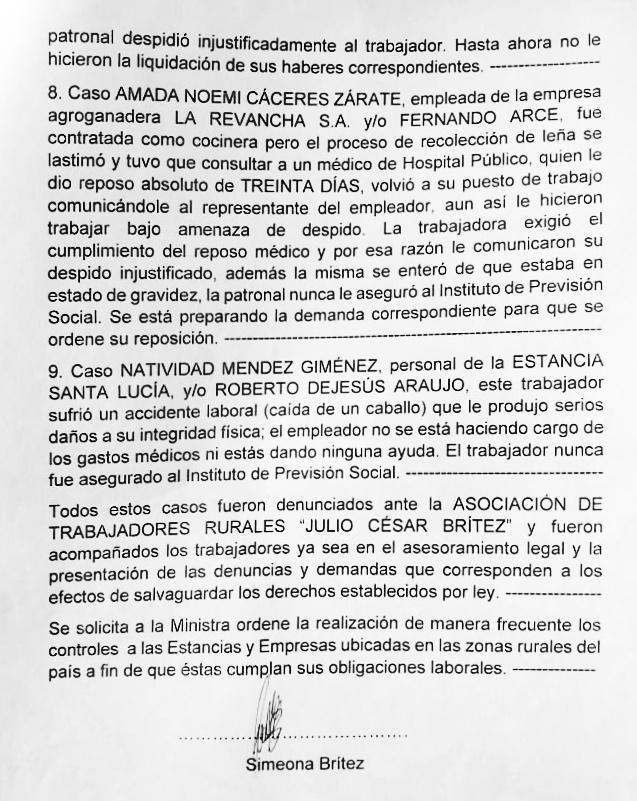 patronal despidió injustificadamente al trabajador. Hasta ahora no le
hicieron la liquidación de sus haberes correspondientes. -------------------
8. Caso AMADA NOEMI CÁCERES ZÁRATE, empleada de la empresa
agroganadera LA REVANCHA S.A. y/o FERNANDO ARCE, fue
contratada como cocinera pero el proceso de recolección de leña se
lastimó y tuvo que consultar a un médico de Hospital Público, quien le
dio reposo absoluto de TREINTA DÍAS, volvió a su puesto de trabajo
comunicándole al representante del empleador, aun así le hicieron
trabajar bajo amenaza de despido. La trabajadora exigió el
cumplimiento del reposo médico y por esa razón le comunicaron su
despido injustificado, además la misma se enteró de que estaba en
estado de gravidez, la patronal nunca le aseguró al Instituto de Previsión
Social. Se está preparando la demanda correspondiente para que se
ordene su reposición. ----------------------------------------------------------------
9. Caso NATIVIDAD MENDEZ GIMÉNEZ, personal de la ESTANCIA
SANTA LUCÍA, y/o ROBERTO DEJESÚS ARAUJO, este trabajador
sufrió un accidente laboral (caída de un caballo) que le produjo serios
daños a su integridad física; el empleador no se está haciendo cargo de
los gastos médicos ni estás dando ninguna ayuda. El trabajador nunca
fue asegurado al Instituto de Previsión Social. ----------------------------------
Todos estos casos fueron denunciados ante la ASOCIACIÓN DE
TRABAJADORES RURALES "JULIO CÉSAR BRÍTEZ" y fueron
acompañados los trabajadores ya sea en el asesoramiento legal y la
presentación de las denuncias y demandas que corresponden a los
efectos de salvaguardar los derechos establecidos por ley. ----------------
Se solicita a la Ministra ordene la realización de manera frecuente los
controles a las Estancias y Empresas ubicadas en las zonas rurales del
país a fin de que éstas cumplan sus obligaciones laborales. --------------
Simeona Brítez